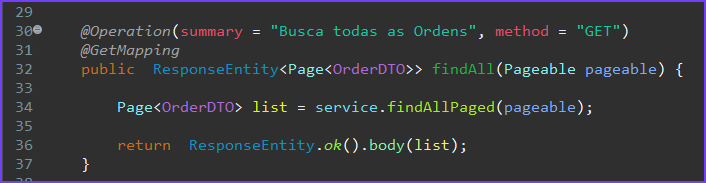 29
30 @Operation(summary = "Busca todas as Ordens", method = "GET")
31 @GetMapping
32 public ResponseEntity<Page<OrderDTO>> findAll(Pageable pageable) {
33
34 Page<OrderDTO> list = service.findAllPaged(pageable);
35
36 return ResponseEntity.ok().body(list);
37 }